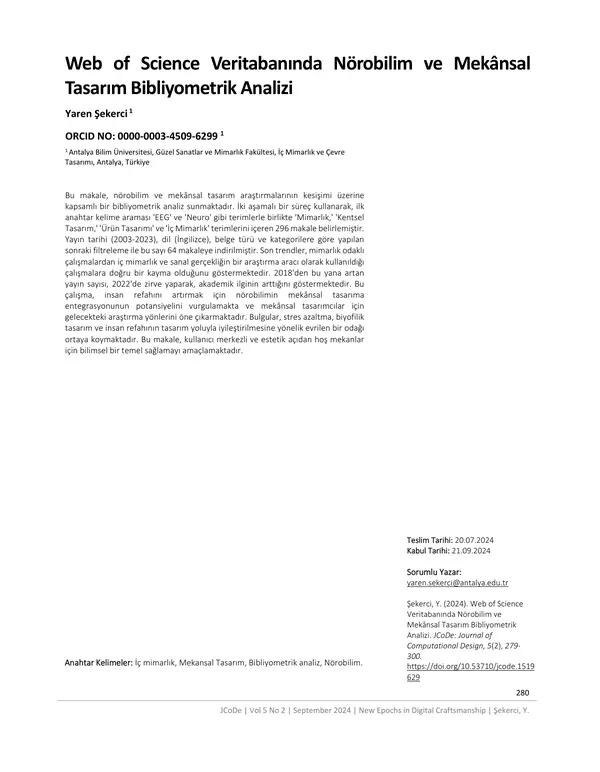 Web of Science Veritabanında Nörobilim ve Mekânsal
Tasarım Bibliyometrik Analizi
Yaren Şekerci 1
ORCID NO: 0000-0003-4509-6299 1
1 Antalya Bilim Üniversitesi, Güzel Sanatlar ve Mimarlık Fakültesi, İç Mimarlık ve Çevre
Tasarımı, Antalya, Türkiye
Bu makale, nörobilim ve mekânsal tasarım araştırmalarının kesişimi üzerine
kapsamlı bir bibliyometrik analiz sunmaktadır. İki aşamalı bir süreç kullanarak, ilk
anahtar kelime araması 'EEG' ve 'Neuro' gibi terimlerle birlikte 'Mimarlık,' 'Kentsel
Tasarım,' 'Ürün Tasarımı' ve 'İç Mimarlık' terimlerini içeren 296 makale belirlemiştir.
Yayın tarihi (2003-2023), dil (İngilizce), belge türü ve kategorilere göre yapılan
sonraki filtreleme ile bu sayı 64 makaleye indirilmiştir. Son trendler, mimarlık odaklı
çalışmalardan iç mimarlık ve sanal gerçekliğin bir araştırma aracı olarak kullanıldığı
çalışmalara doğru bir kayma olduğunu göstermektedir. 2018'den bu yana artan
yayın sayısı, 2022'de zirve yaparak, akademik ilginin arttığını göstermektedir. Bu
çalışma, insan refahını artırmak için nörobilimin mekânsal tasarıma
entegrasyonunun potansiyelini vurgulamakta ve mekânsal tasarımcılar için
gelecekteki araştırma yönlerini öne çıkarmaktadır. Bulgular, stres azaltma, biyofilik
tasarım ve insan refahının tasarım yoluyla iyileştirilmesine yönelik evrilen bir odağı
ortaya koymaktadır. Bu makale, kullanıcı merkezli ve estetik açıdan hoş mekanlar
için bilimsel bir temel sağlamayı amaçlamaktadır.
Teslim Tarihi: 20.07.2024
Kabul Tarihi: 21.09.2024
Sorumlu Yazar:
yaren.sekerci@antalya.edu.tr
Şekerci, Y. (2024). Web of Science
Veritabanında Nörobilim ve
Mekânsal Tasarım Bibliyometrik
Analizi. JCoDe: Journal of
Computational Design, 5(2), 279-
300.
https://doi.org/10.53710/jcode.1519
629
Anahtar Kelimeler: İç mimarlık, Mekansal Tasarım, Bibliyometrik analiz, Nörobilim.
280
JCoDe | Vol 5 No 2 | September 2024 | New Epochs in Digital Craftsmanship | Şekerci, Y.